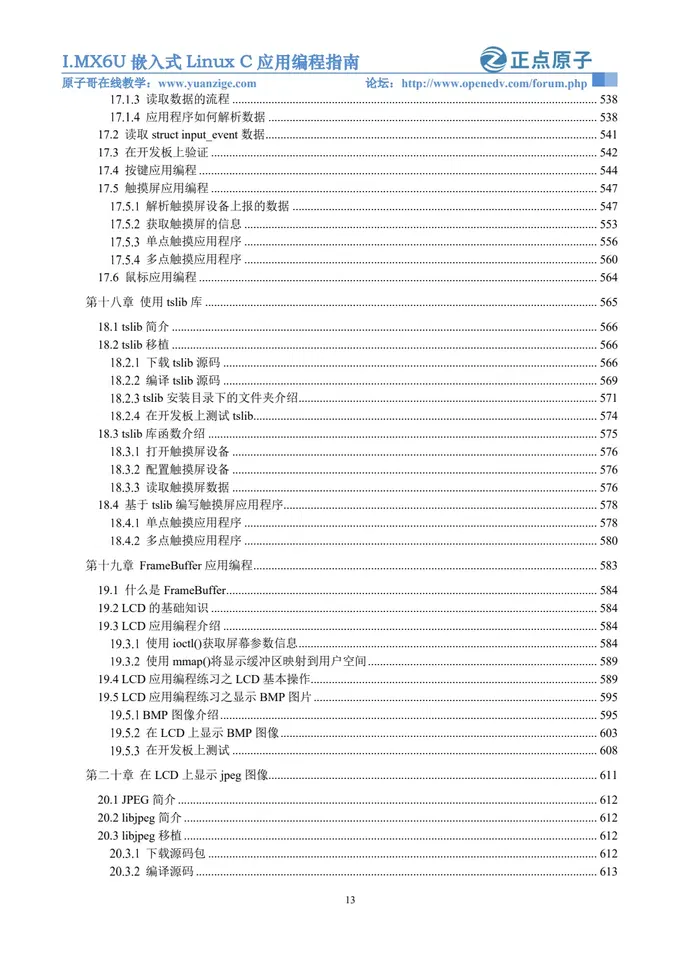 I.MX6U 嵌入式 Linux C 应用编程指南
正点原子
原子哥在线教学：www.yuanzige.com 论坛：http://www.openedv.com/forum.php
17.1.3 读取数据的流程 538
17.1.4 应用程序如何解析数据 538
17.2 读取 struct input_event 数据 541
17.3 在开发板上验证 542
17.4 按键应用编程 544
17.5 触摸屏应用编程 547
17.5.1 解析触摸屏设备上报的数据 547
17.5.2 获取触摸屏的信息 553
17.5.3 单点触摸应用程序 556
17.5.4 多点触摸应用程序 560
17.6 鼠标应用编程 564
第十八章 使用 tslib 库 565
18.1 tslib 简介 566
18.2 tslib 移植 566
18.2.1 下载 tslib 源码 566
18.2.2 编译 tslib 源码 569
18.2.3 tslib 安装目录下的文件夹介绍 571
18.2.4 在开发板上测试 tslib 574
18.3 tslib 库函数介绍 575
18.3.1 打开触摸屏设备 576
18.3.2 配置触摸屏设备 576
18.3.3 读取触摸屏数据 576
18.4 基于 tslib 编写触摸屏应用程序 578
18.4.1 单点触摸应用程序 578
18.4.2 多点触摸应用程序 580
第十九章 FrameBuffer 应用编程 583
19.1 什么是 FrameBuffer 584
19.2 LCD 的基础知识 584
19.3 LCD 应用编程介绍 584
19.3.1 使用 ioctl()获取屏幕参数信息 584
19.3.2 使用 mmap()将显示缓冲区映射到用户空间 589
19.4 LCD 应用编程练习之 LCD 基本操作 589
19.5 LCD 应用编程练习之显示 BMP 图片 595
19.5.1 BMP 图像介绍 595
19.5.2 在 LCD 上显示 BMP 图像 603
19.5.3 在开发板上测试 608
第二十章 在 LCD 上显示 jpeg 图像 611
20.1 JPEG 简介 612
20.2 libjpeg 简介 612
20.3 libjpeg 移植 612
20.3.1 下载源码包 612
20.3.2 编译源码 613
13